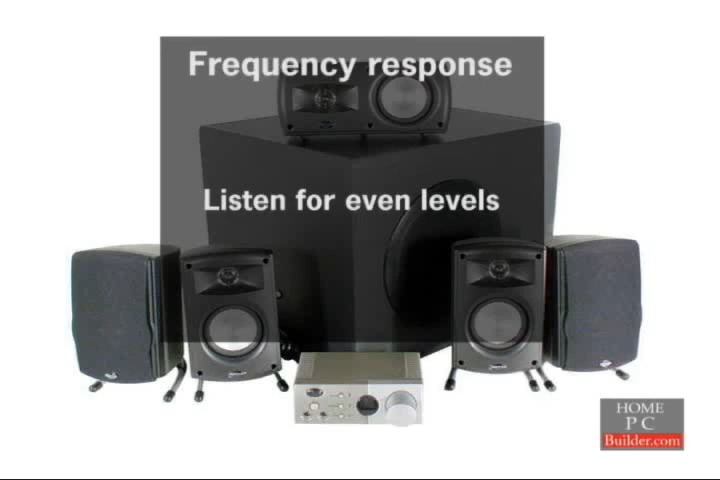 Frequency response
Listen for even levels
HOME
P C
Builder.com